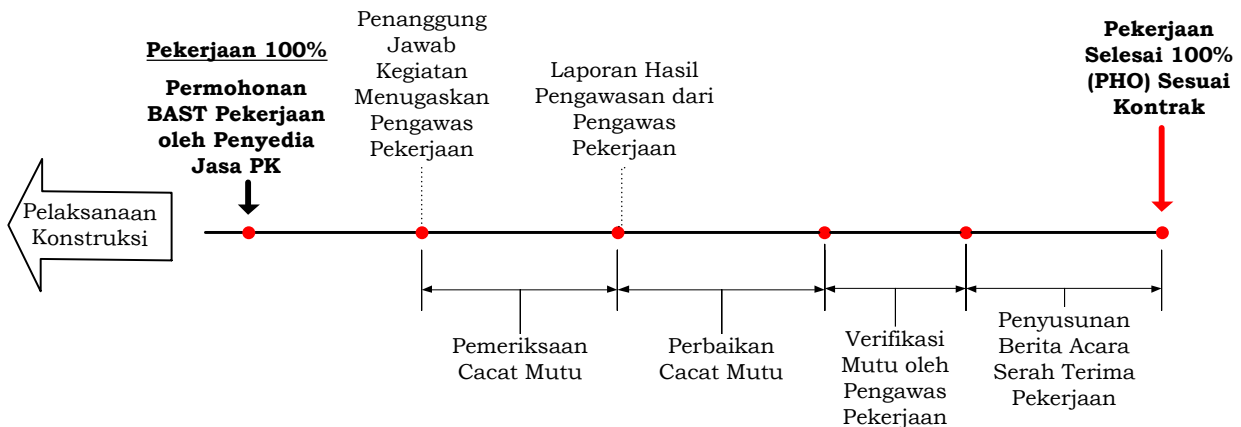 Pekerjaan 100%
Permohonan
BAST Pekerjaan
oleh Penyedia
Jasa PK
Penanggung
Jawab
Kegiatan
Menugaskan
Pengawas
Pekerjaan
Laporan Hasil
Pengawasan dari
Pengawas
Pekerjaan
Pekerjaan
Selesai 100%
(PHO) Sesuai
Kontrak
Pelaksanaan
Konstruksi
Pemeriksaan
Cacat Mutu
Perbaikan
Cacat Mutu
Verifikasi
Mutu oleh
Pengawas
Pekerjaan
Penyusunan
Berita Acara
Serah Terima
Pekerjaan